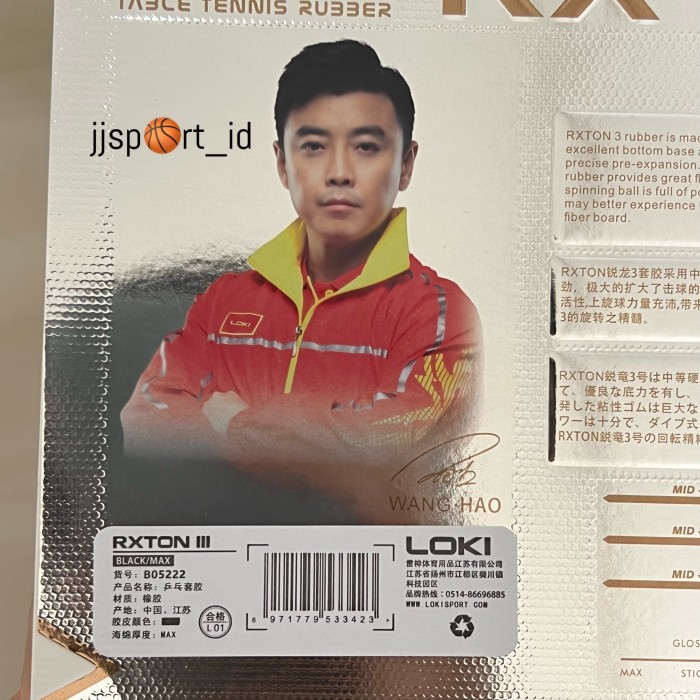 TABLE TENNIS RUBBER
jjsport_id
RXTON 3 rubber is mad
excellent bottom base a
precise pre-expansion.
rubber provides great fl
spinning ball is full of po
may better experience t
fiber board.
RXTON锐龙3套胶采用中
劲，极大的扩大了击球的
活性,上旋球力量充沛,带来
3的旋转之精髓。
RXTON鋭竜3号は中等硬
て、優良な底力を有し、
発した粘性ゴムは巨大な
ワーは十分で、ダイブ式
RXTON鋭竜3号の回転精
LOKI
WANG HAO
MID
MID
MID
GLOS
MAX STIC
RXTON III
BLACK/MAX
货号: B05222
产品名称: 乒乓套胶
材质: 橡胶
产地: 中国、江苏
胶皮颜色:
海绵厚度: MAX
合格
L01
6 971779 533423 >
LOKI
雷神体育用品江苏有限公司
江苏省扬州市江都区樊川镇
科技园区
品牌热线: 0514-86696885
WWW.LOKISPORT.COM